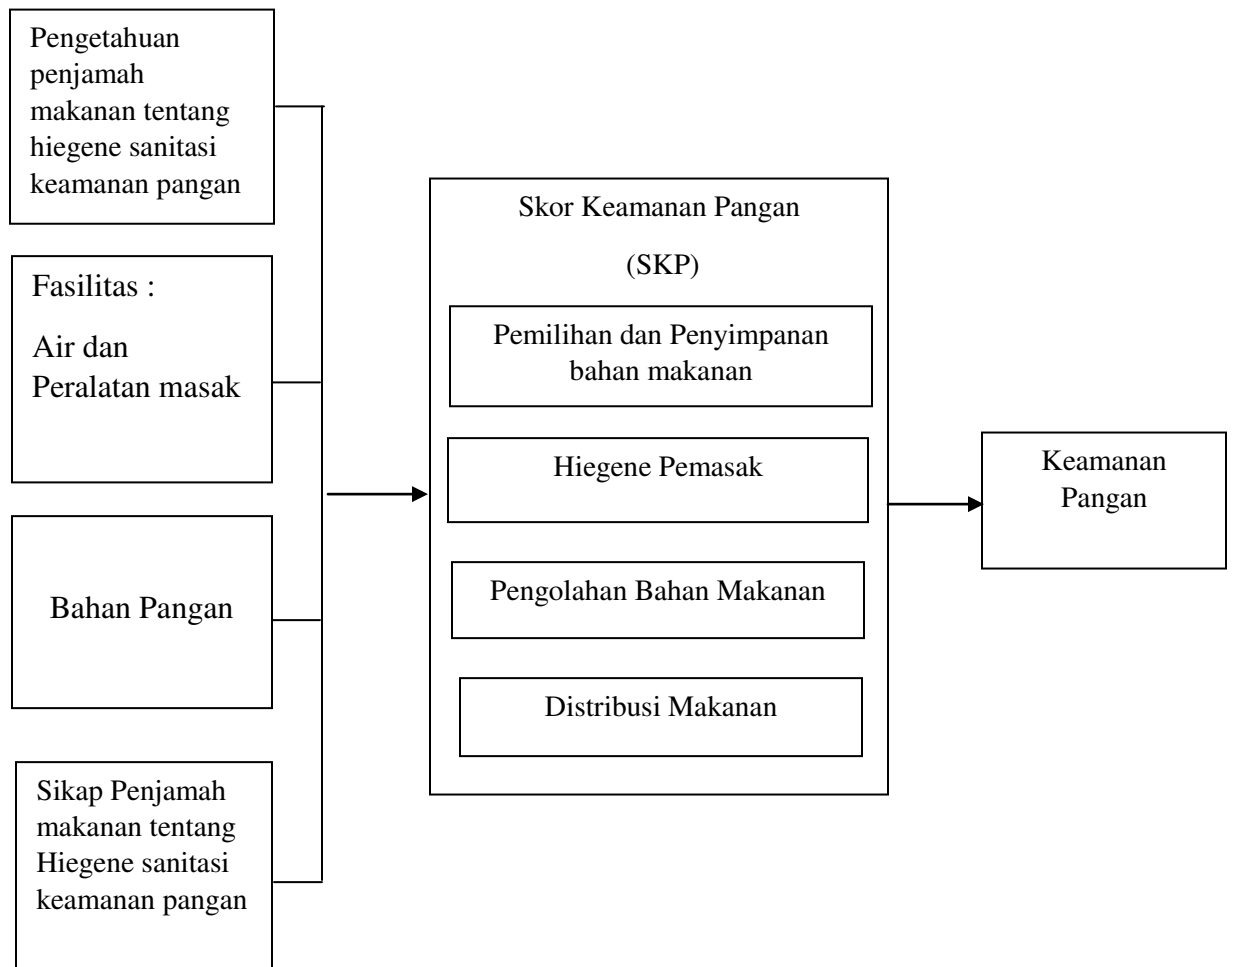 Pengetahuan
penjamah
makanan tentang
hiegene sanitasi
keamanan pangan
Fasilitas :
Air dan
Peralatan masak
Bahan Pangan
Sikap Penjamah
makanan tentang
Hiegene sanitasi
keamanan pangan
Skor Keamanan Pangan
(SKP)
Pemilihan dan Penyimpanan
bahan makanan
Hiegene Pemasak
Pengolahan Bahan Makanan
Distribusi Makanan
Keamanan
Pangan